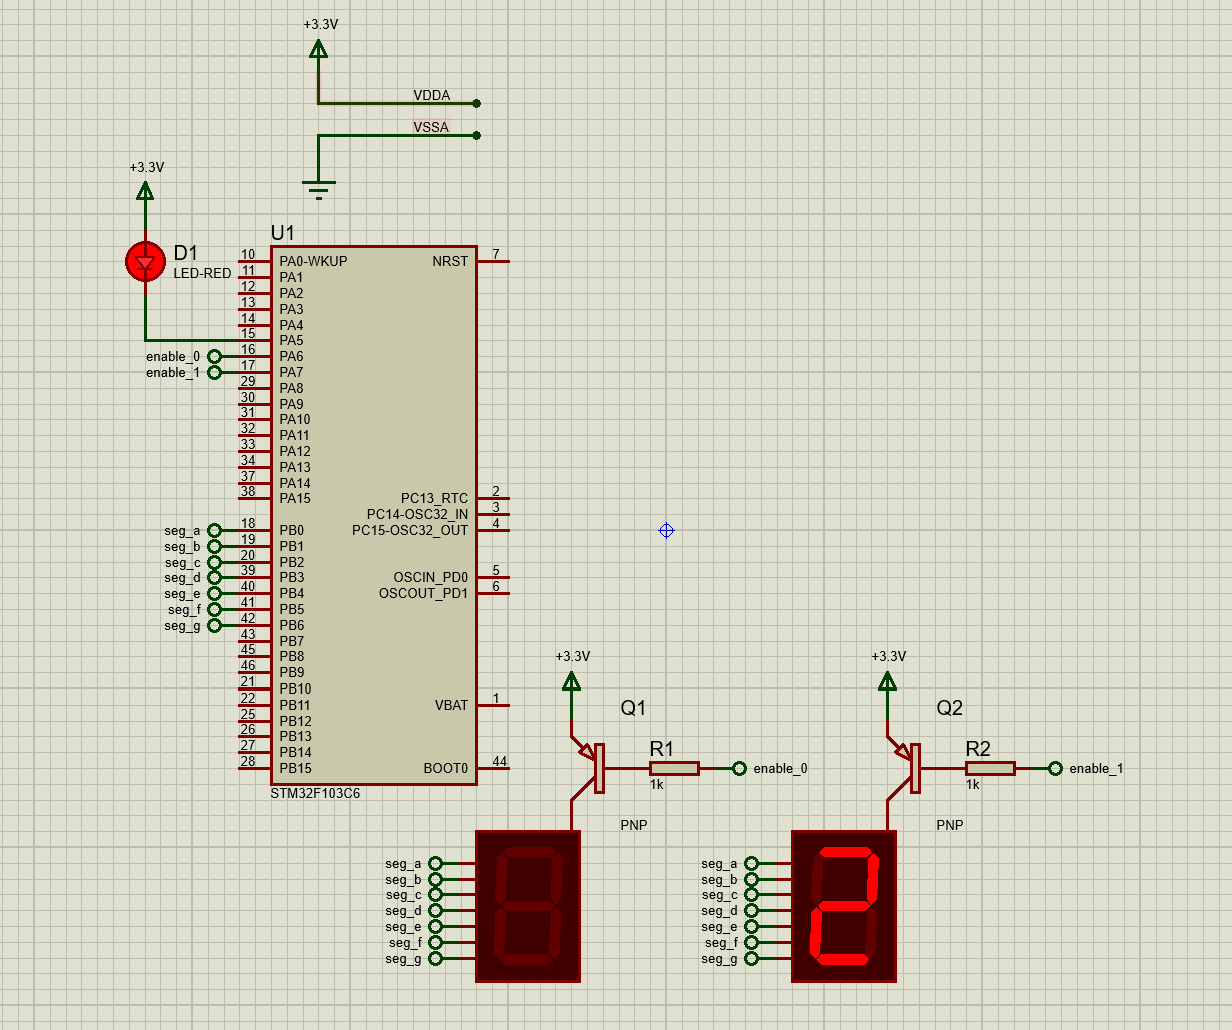 +3.3V
VDDA
VSSA
+3.3V
D1
LED-RED
U1
10 PA0-WKUP
11 PA1
12 PA2
13 PA3
14 PA4
15 PA5
enable_0 16 PA6
enable_1 17 PA7
29 PA8
30 PA9
31 PA10
32 PA11
33 PA12
34 PA13
37 PA14
38 PA15
seg_a 18 PB0
seg_b 19 PB1
seg_c 20 PB2
seg_d 39 PB3
seg_e 40 PB4
seg_f 41 PB5
seg_g 42 PB6
43 PB7
45 PB8
46 PB9
21 PB10
22 PB11
25 PB12
26 PB13
27 PB14
28 PB15
NRST 7
PC13_RTC 2
PC14-OSC32_IN 3
PC15-OSC32_OUT 4
OSCIN_PD0 5
OSCOUT_PD1 6
VBAT 1
BOOT0 44
STM32F103C6
+3.3V
Q1
R1
1k
enable_0
PNP
seg_a
seg_b
seg_c
seg_d
seg_e
seg_f
seg_g
+3.3V
Q2
R2
1k
enable_1
PNP
seg_a
seg_b
seg_c
seg_d
seg_e
seg_f
seg_g
2